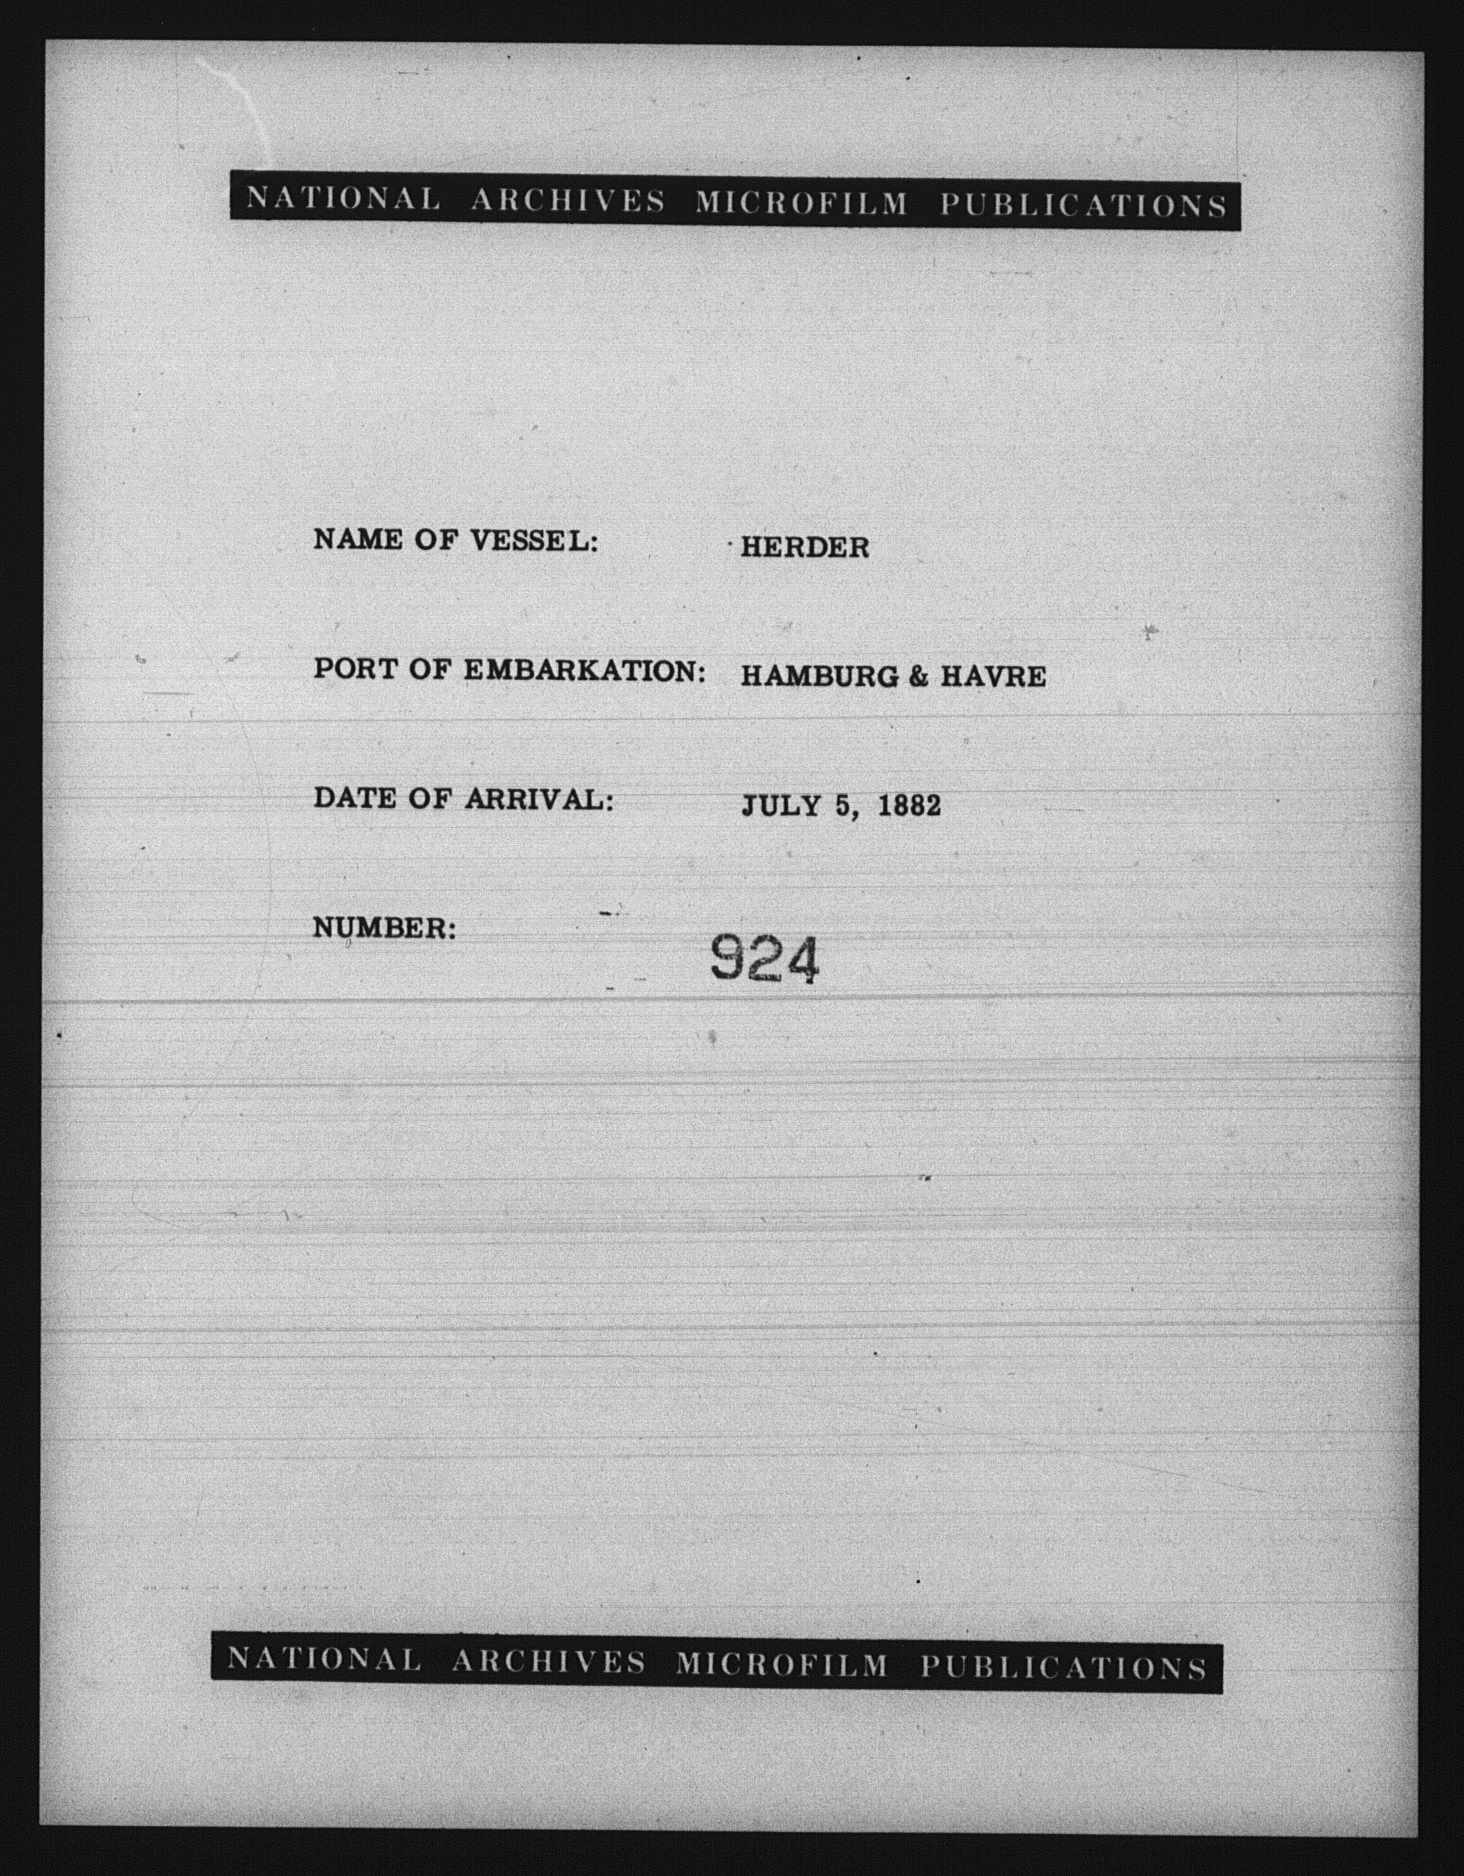 NATIONAL ARCHIVES MICROFILM PUBLICATIONS
NAME OF VESSEL: HERDER
PORT OF EMBARKATION: HAMBURG & HAVRE
DATE OF ARRIVAL: JULY 5, 1882
NUMBER: 924
NATIONAL ARCHIVES MICROFILM PUBLICATIONS